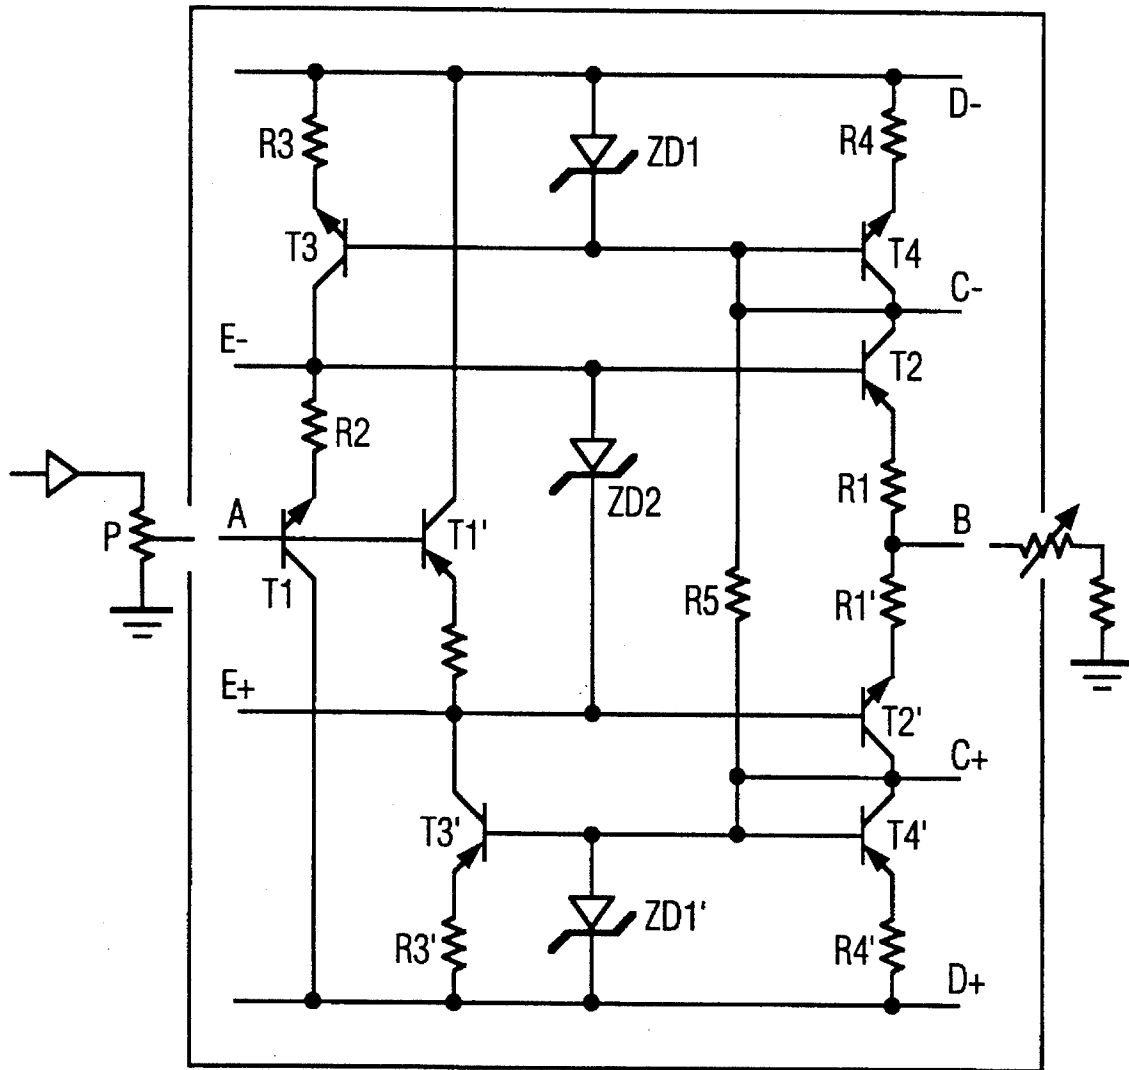 D-
R3
ZD1
R4
T3
T4
C-
E-
T2
R2
ZD2
R1
P
A
T1'
B
T1
R5
R1'
E+
T2'
C+
T3'
T4'
R3'
ZD1'
R4'
D+